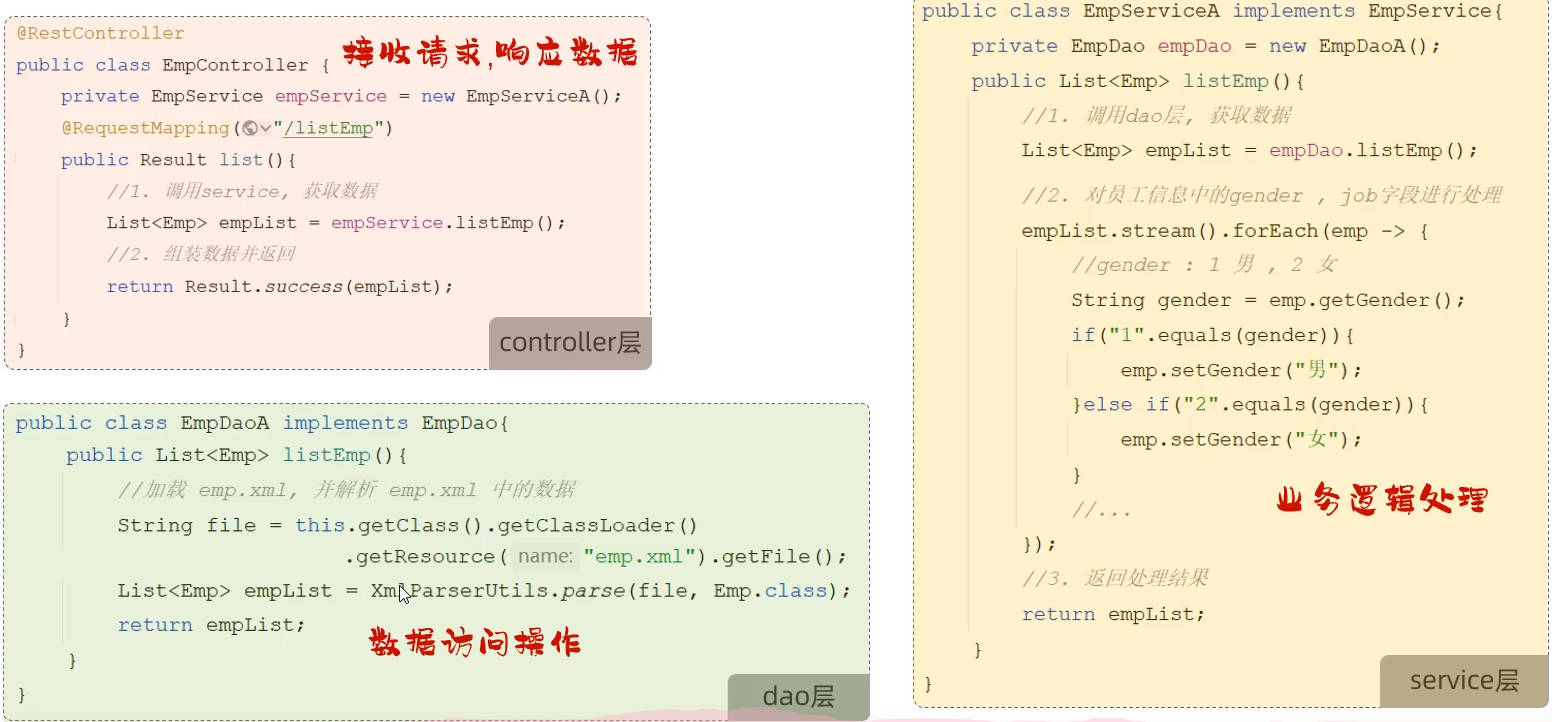 @RestController
public class EmpController {
接收请求,响应数据
private EmpService empService = new EmpServiceA();
@RequestMapping("/listEmp")
public Result list(){
//1. 调用service, 获取数据
List<Emp> empList = empService.listEmp();
//2. 组装数据并返回
return Result.success(empList);
}
}
controller层
public class EmpDaoA implements EmpDao{
public List<Emp> listEmp(){
//加载 emp.xml, 并解析 emp.xml 中的数据
String file = this.getClass().getClassLoader()
.getResource( name: "emp.xml").getFile();
List<Emp> empList = XmlParserUtils.parse(file, Emp.class);
return empList;
数据访问操作
}
}
dao层
public class EmpServiceA implements EmpService{
private EmpDao empDao = new EmpDaoA();
public List<Emp> listEmp(){
//1. 调用dao层, 获取数据
List<Emp> empList = empDao.listEmp();
//2. 对员工信息中的gender , job字段进行处理
empList.stream().forEach(emp -> {
//gender : 1 男 , 2 女
String gender = emp.getGender();
if("1".equals(gender)){
emp.setGender("男");
}else if("2".equals(gender)){
emp.setGender("女");
}
业务逻辑处理
//...
});
//3. 返回处理结果
return empList;
}
}
service层